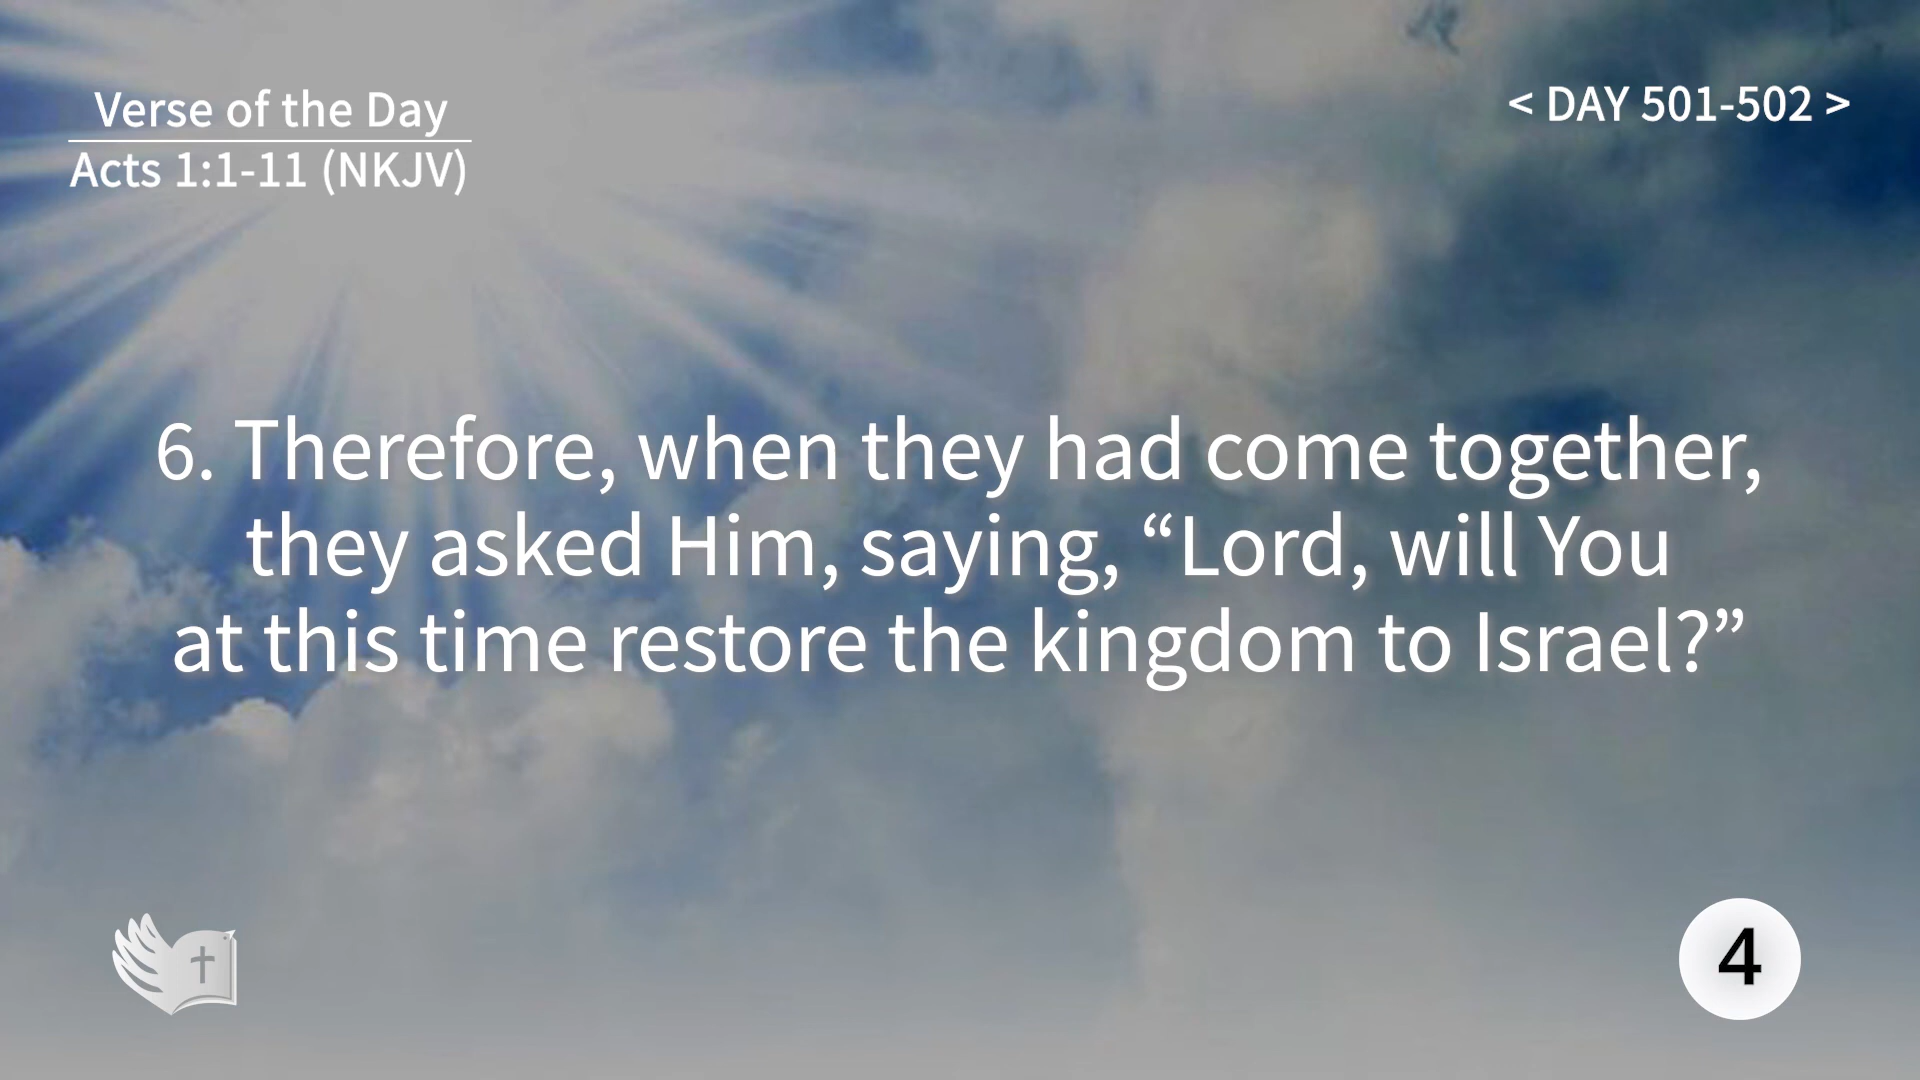 Verse of the Day
Acts 1:1-11 (NKJV)
< DAY 501-502 >
6. Therefore, when they had come together,
they asked Him, saying, “Lord, will You
at this time restore the kingdom to Israel?”
4